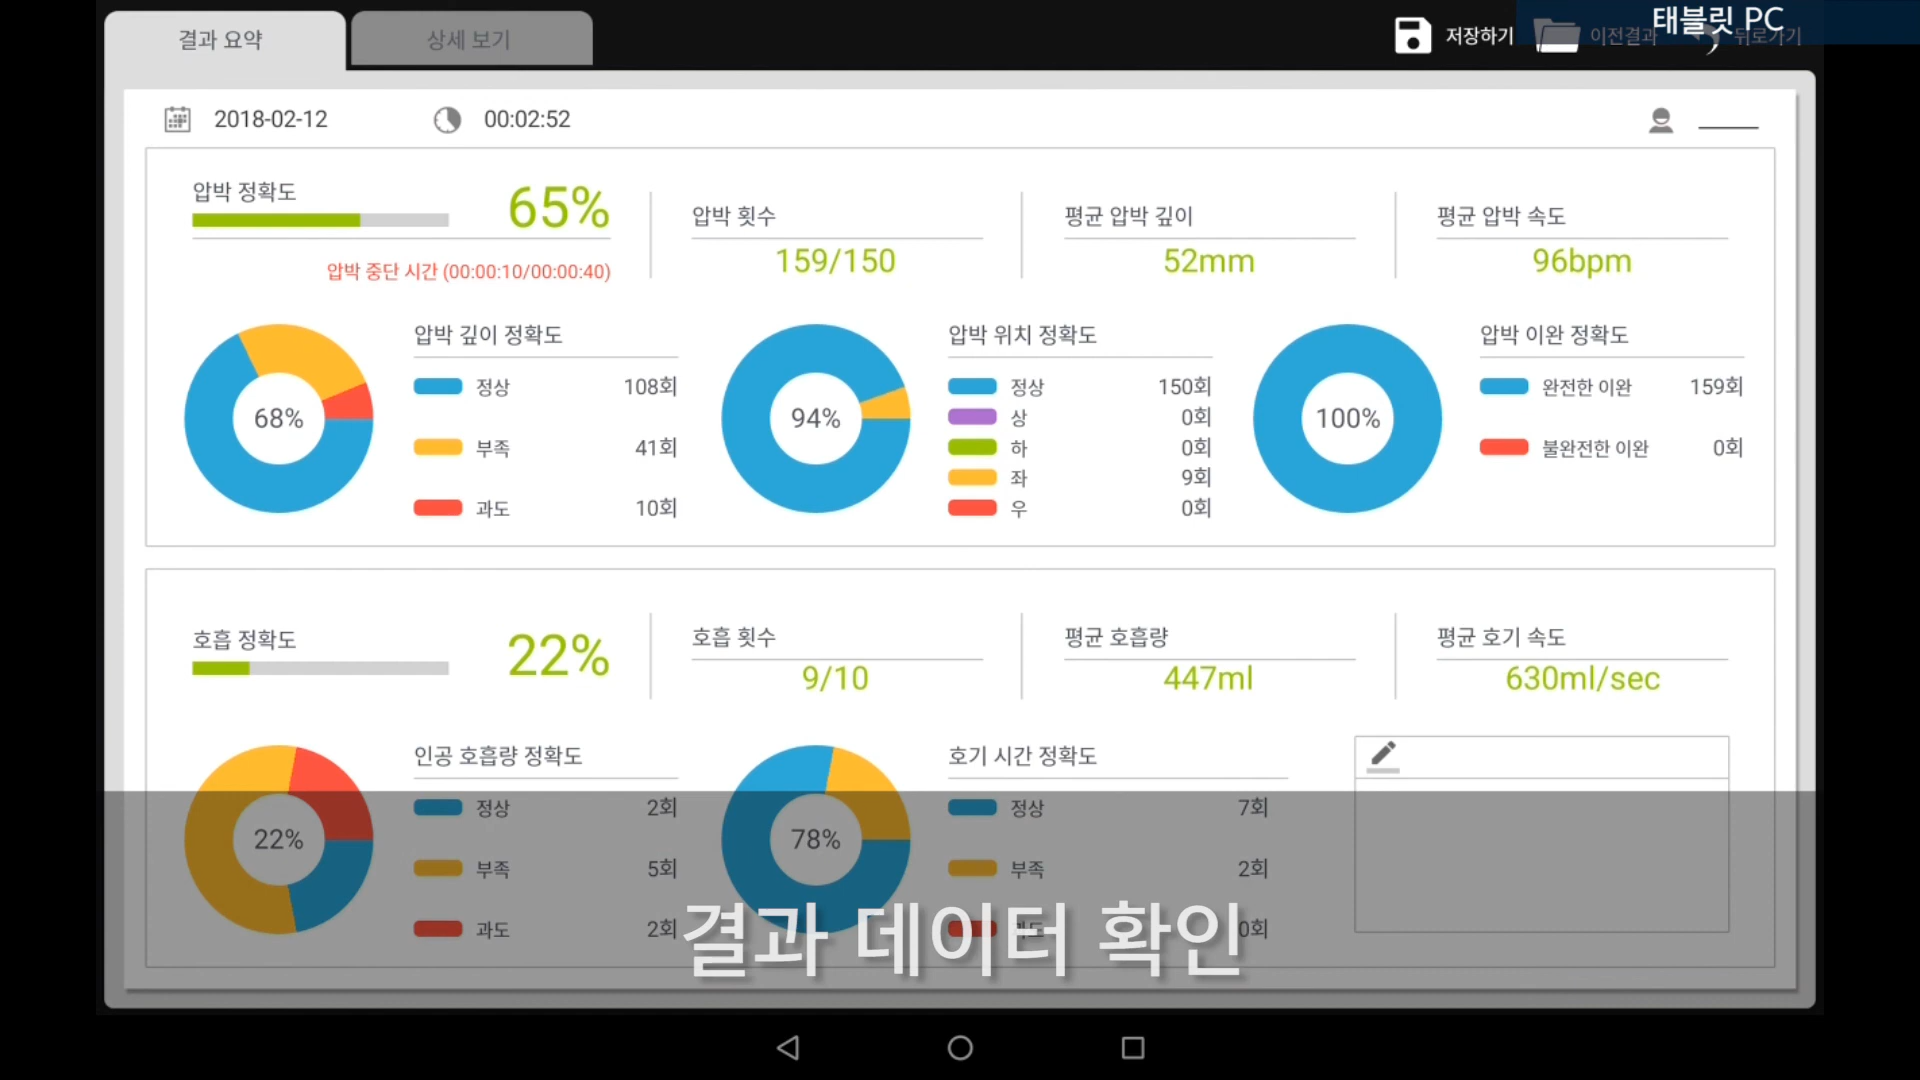 태블릿 PC
결과 요약
상세 보기
저장하기
이전결과
뒤로가기
2018-02-12
00:02:52
압박 정확도
65%
압박 중단 시간 (00:00:10/00:00:40)
압박 횟수
159/150
평균 압박 깊이
52mm
평균 압박 속도
96bpm
68%
압박 깊이 정확도
정상 108회
부족 41회
과도 10회
94%
압박 위치 정확도
정상 150회
상 0회
하 0회
좌 9회
우 0회
100%
압박 이완 정확도
완전한 이완 159회
불완전한 이완 0회
호흡 정확도
22%
호흡 횟수
9/10
평균 호흡량
447ml
평균 호기 속도
630ml/sec
22%
인공 호흡량 정확도
정상 2회
부족 5회
과도 2회
78%
호기 시간 정확도
정상 7회
부족 2회
0회
결과 데이터 확인